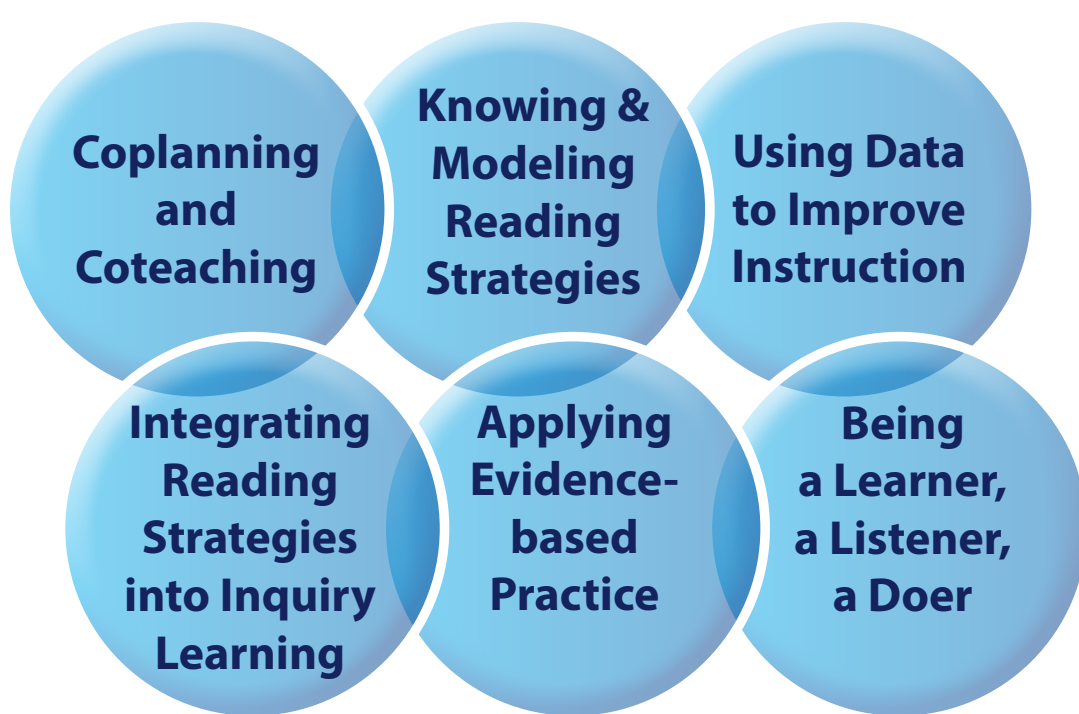 Coplanning
and
Coteaching
Knowing &
Modeling
Reading
Strategies
Using Data
to Improve
Instruction
Integrating
Reading
Strategies
into Inquiry
Learning
Applying
Evidence-
based
Practice
Being
a Learner,
a Listener,
a Doer